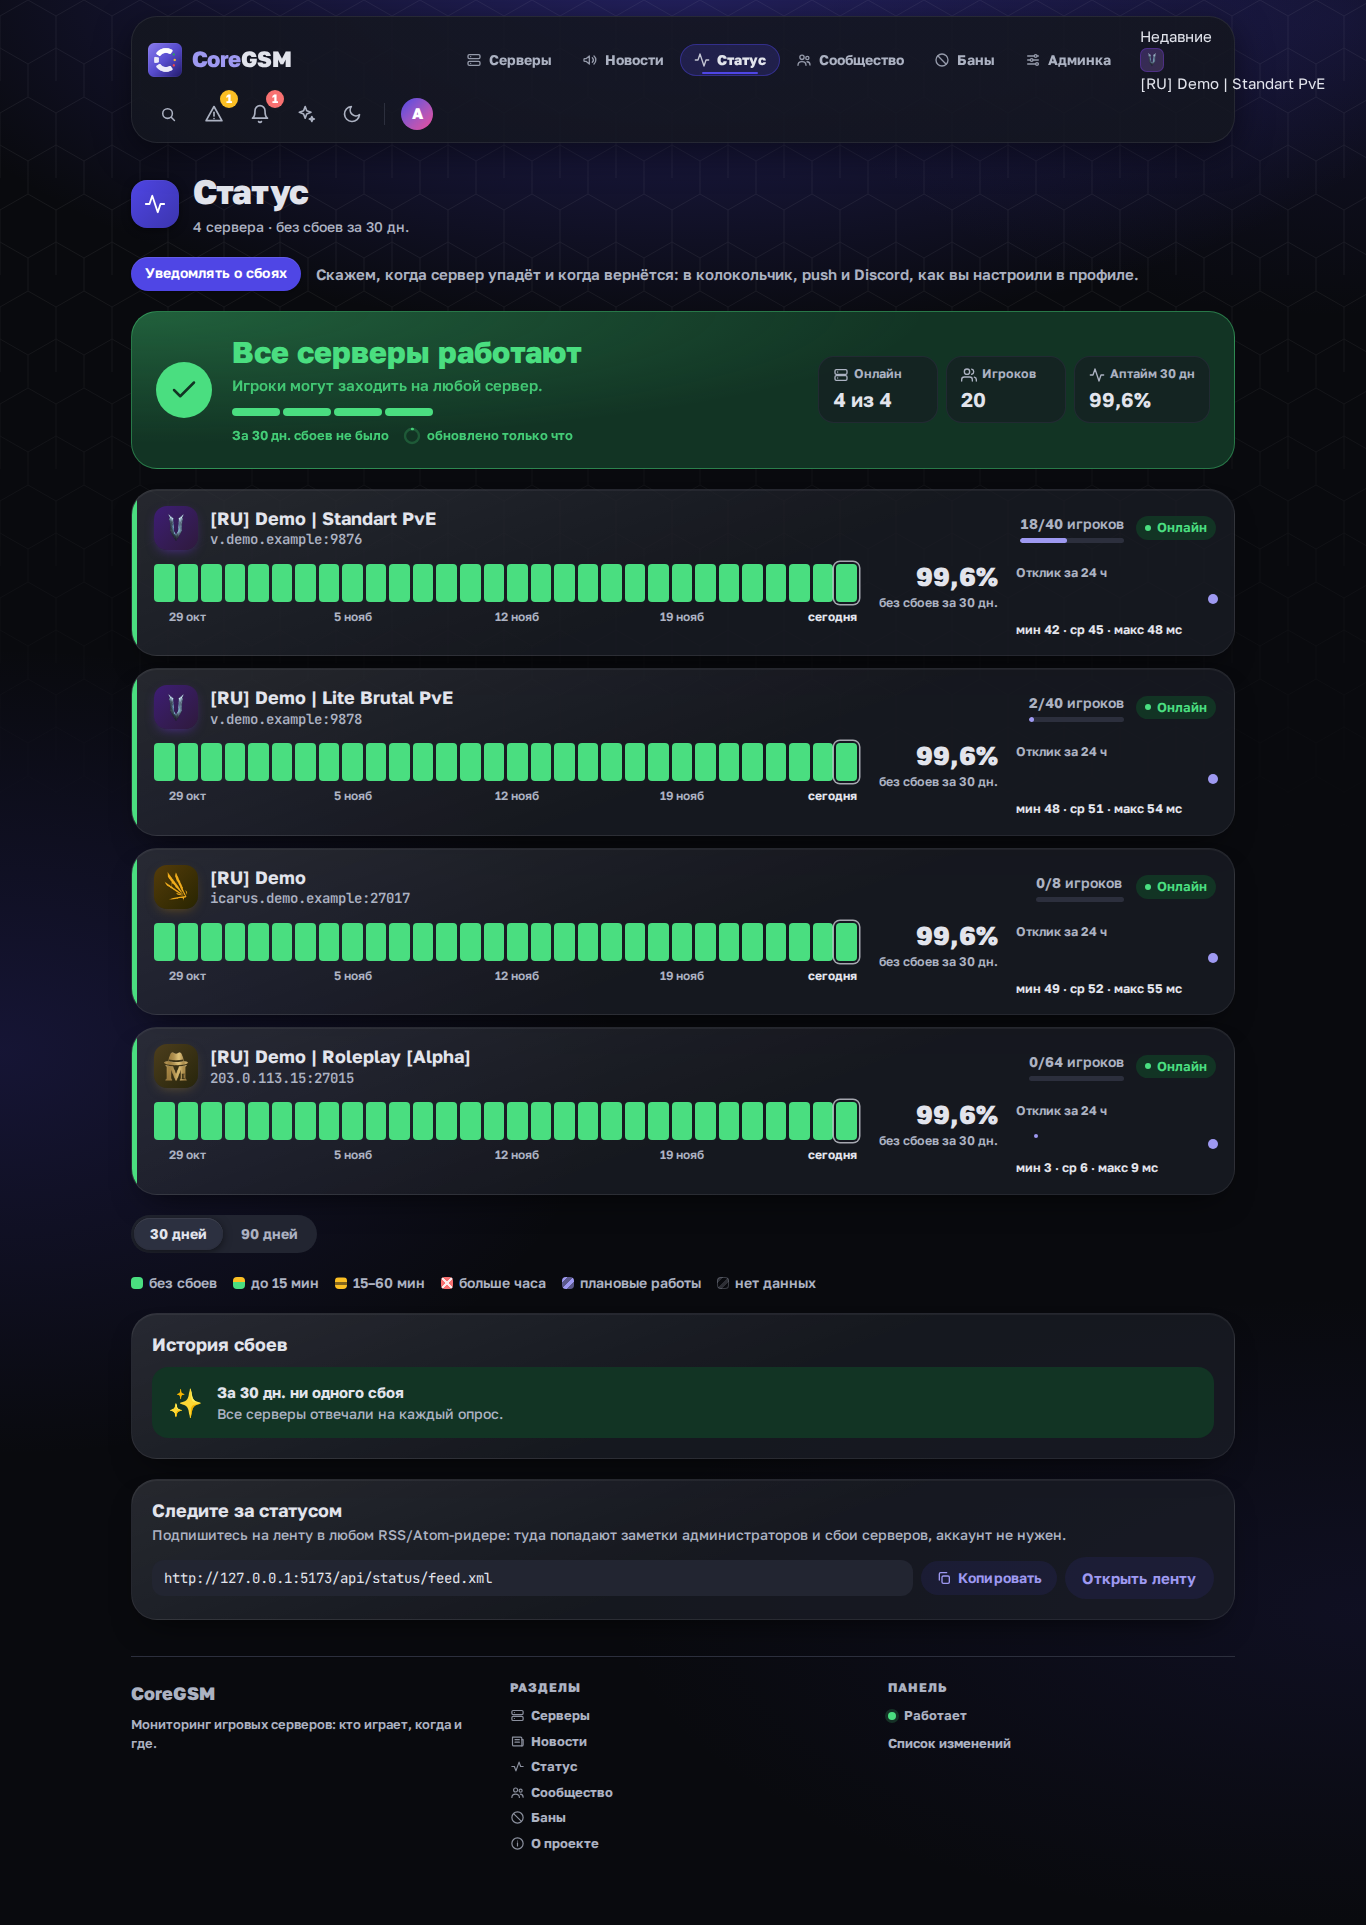 CoreGSM
Серверы
Новости
Статус
Сообщество
Баны
Админка
Недавние
[RU] Demo | Standart PvE
1
1
A
Статус
4 сервера · без сбоев за 30 дн.
Уведомлять о сбоях
Скажем, когда сервер упадёт и когда вернётся: в колокольчик, push и Discord, как вы настроили в профиле.
Все серверы работают
Игроки могут заходить на любой сервер.
За 30 дн. сбоев не было
обновлено только что
Онлайн
4 из 4
Игроков
20
Аптайм 30 дн
99,6%
[RU] Demo | Standart PvE
v.demo.example:9876
18/40 игроков
Онлайн
29 окт
5 нояб
12 нояб
19 нояб
сегодня
99,6%
без сбоев за 30 дн.
Отклик за 24 ч
мин 42 · ср 45 · макс 48 мс
[RU] Demo | Lite Brutal PvE
v.demo.example:9878
2/40 игроков
Онлайн
29 окт
5 нояб
12 нояб
19 нояб
сегодня
99,6%
без сбоев за 30 дн.
Отклик за 24 ч
мин 48 · ср 51 · макс 54 мс
[RU] Demo
icarus.demo.example:27017
0/8 игроков
Онлайн
29 окт
5 нояб
12 нояб
19 нояб
сегодня
99,6%
без сбоев за 30 дн.
Отклик за 24 ч
мин 49 · ср 52 · макс 55 мс
[RU] Demo | Roleplay [Alpha]
203.0.113.15:27015
0/64 игроков
Онлайн
29 окт
5 нояб
12 нояб
19 нояб
сегодня
99,6%
без сбоев за 30 дн.
Отклик за 24 ч
мин 3 · ср 6 · макс 9 мс
30 дней
90 дней
без сбоев
до 15 мин
15–60 мин
больше часа
плановые работы
нет данных
История сбоев
За 30 дн. ни одного сбоя
Все серверы отвечали на каждый опрос.
Следите за статусом
Подпишитесь на ленту в любом RSS/Atom-ридере: туда попадают заметки администраторов и сбои серверов, аккаунт не нужен.
http://127.0.0.1:5173/api/status/feed.xml
Копировать
Открыть ленту
CoreGSM
Мониторинг игровых серверов: кто играет, когда и
где.
РАЗДЕЛЫ
Серверы
Новости
Статус
Сообщество
Баны
О проекте
ПАНЕЛЬ
Работает
Список изменений